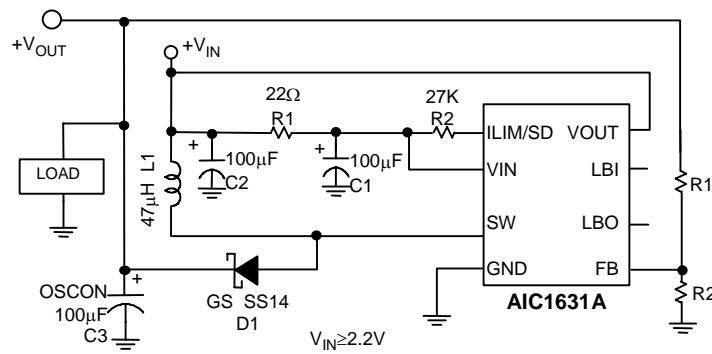 +VOUT
+VIN
22Ω
R1
27K
R2
ILIM/SD
VOUT
100µF
C2
100µF
C1
VIN
LBI
LOAD
47µH L1
R1
SW
LBO
GND
FB
R2
AIC1631A
OSCON
100µF
C3
GS SS14
D1
VIN≥2.2V
+
+
+